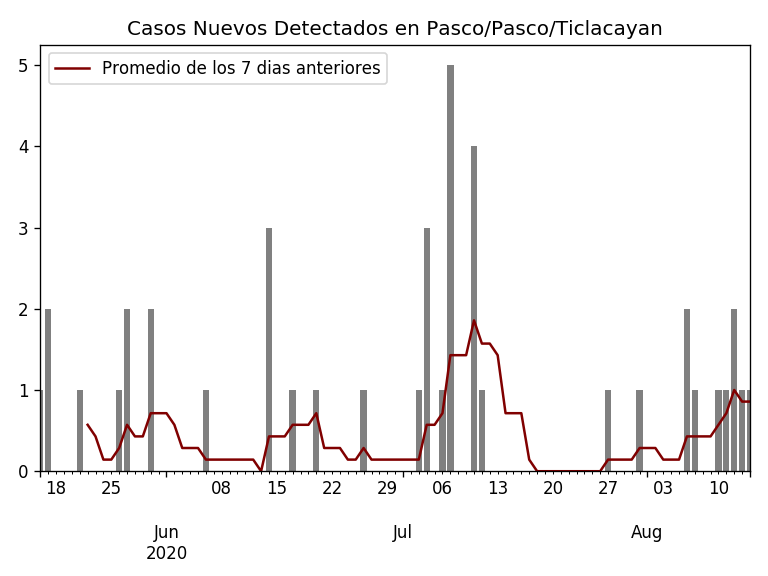 Casos Nuevos Detectados en Pasco/Pasco/Ticlacayan
Promedio de los 7 dias anteriores
5
4
3
2
1
0
18 25 08 15 22 29 06 13 20 27 03 10
Jun Jul Aug
2020